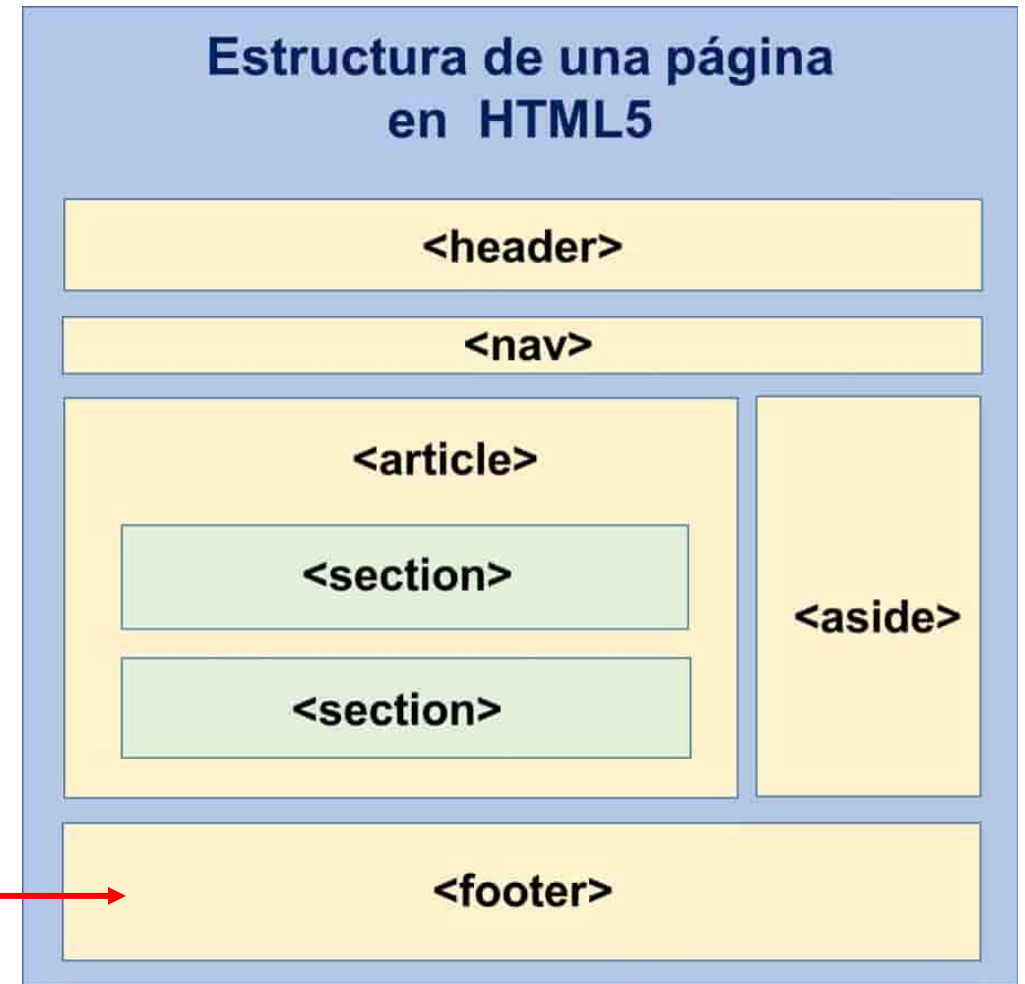 Estructura de una página
en HTML5
<header>
<nav>
<article>
<section>
<section>
<aside>
<footer>